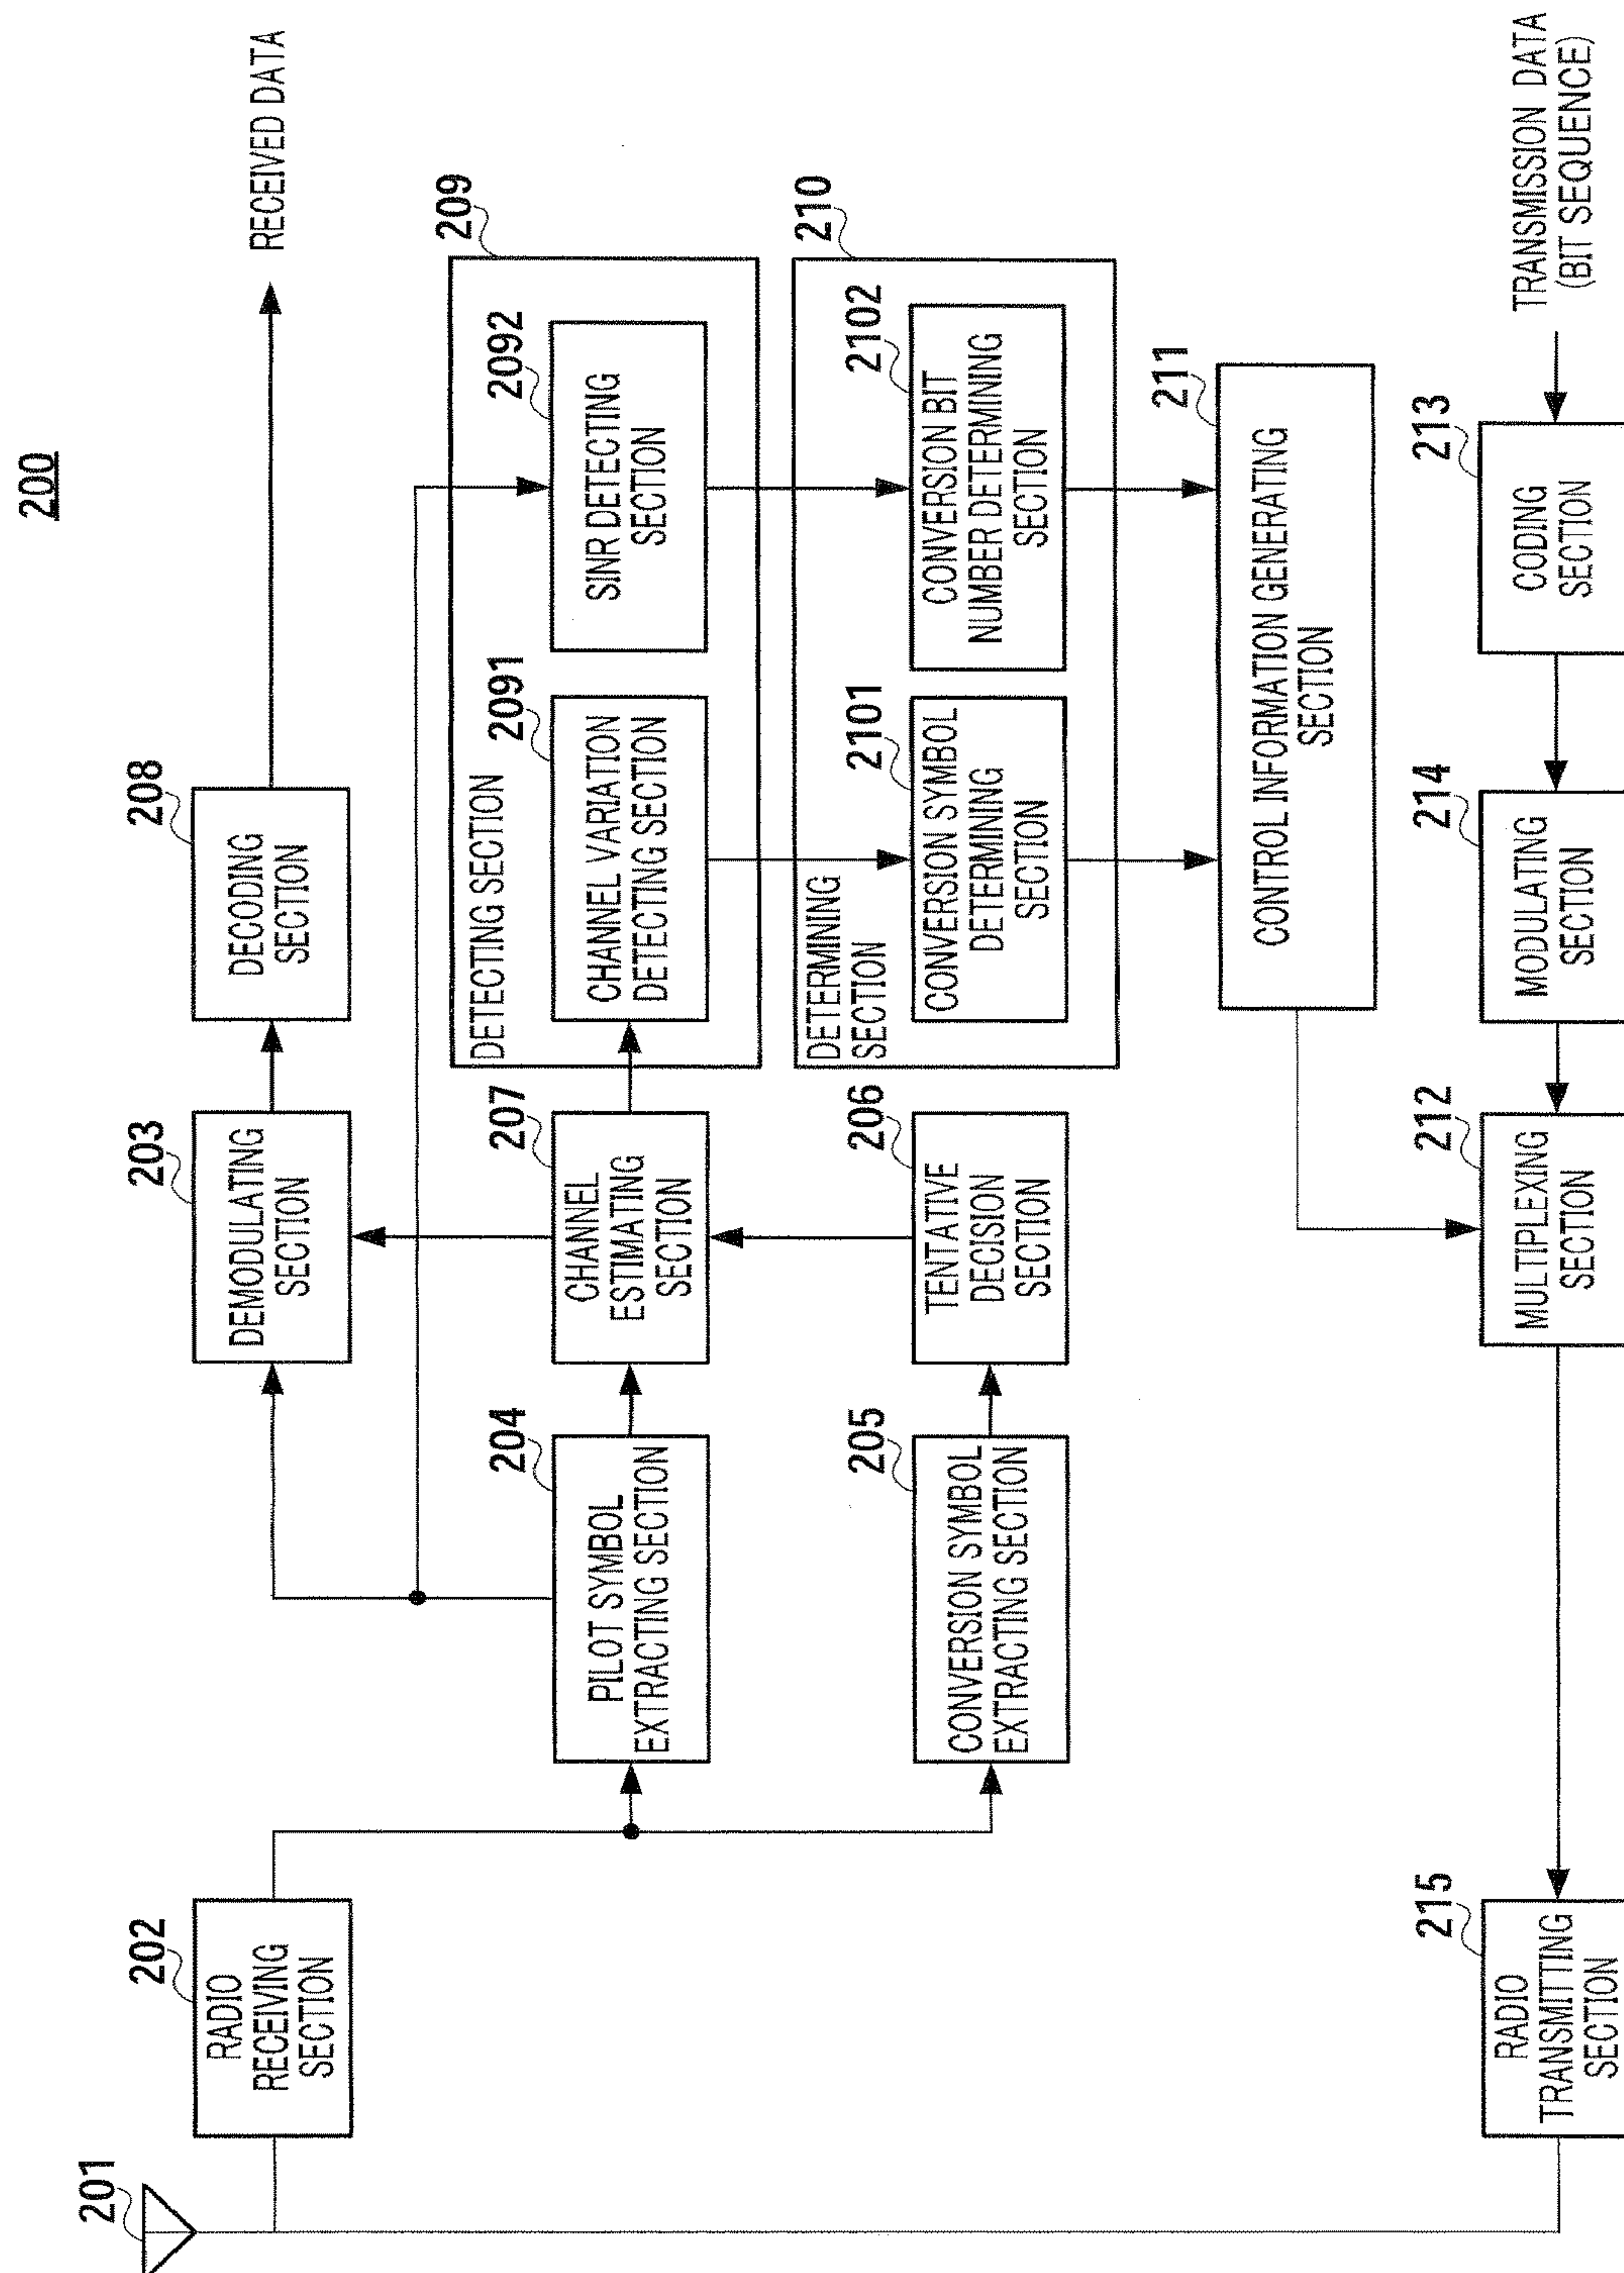 200
201
202
RADIO
RECEIVING
SECTION
203
DEMODULATING
SECTION
208
DECODING
SECTION
RECEIVED DATA
204
PILOT SYMBOL
EXTRACTING SECTION
207
CHANNEL
ESTIMATING
SECTION
209
DETECTING SECTION
2091
CHANNEL VARIATION
DETECTING SECTION
2092
SINR DETECTING
SECTION
205
CONVERSION SYMBOL
EXTRACTING SECTION
206
TENTATIVE
DECISION
SECTION
210
DETERMINING
SECTION
2101
CONVERSION SYMBOL
DETERMINING
SECTION
2102
CONVERSION BIT
NUMBER DETERMINING
SECTION
211
CONTROL INFORMATION GENERATING
SECTION
215
RADIO
TRANSMITTING
SECTION
212
MULTIPLEXING
SECTION
214
MODULATING
SECTION
213
CODING
SECTION
TRANSMISSION DATA
(BIT SEQUENCE)